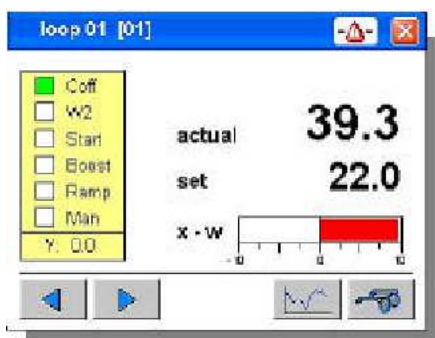 loop 01 [01]
Coff
W2
Start
Boost
Ramp
Man
Y: 0.0
actual 39.3
set 22.0
x - w